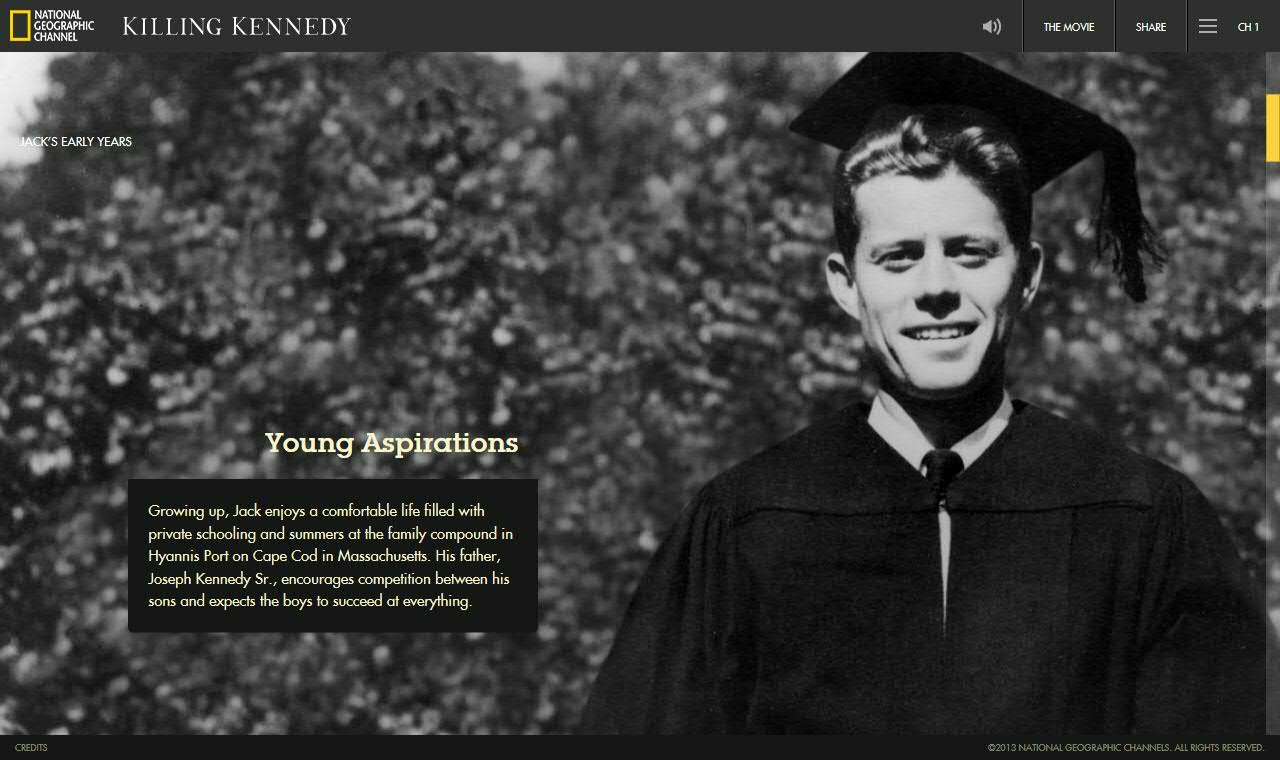 NATIONAL
GEOGRAPHIC
CHANNEL
KILLING KENNEDY
THE MOVIE
SHARE
CH 1
JACK'S EARLY YEARS
Young Aspirations
Growing up, Jack enjoys a comfortable life filled with
private schooling and summers at the family compound in
Hyannis Port on Cape Cod in Massachusetts. His father,
Joseph Kennedy Sr., encourages competition between his
sons and expects the boys to succeed at everything.
CREDITS
©2013 NATIONAL GEOGRAPHIC CHANNELS. ALL RIGHTS RESERVED.